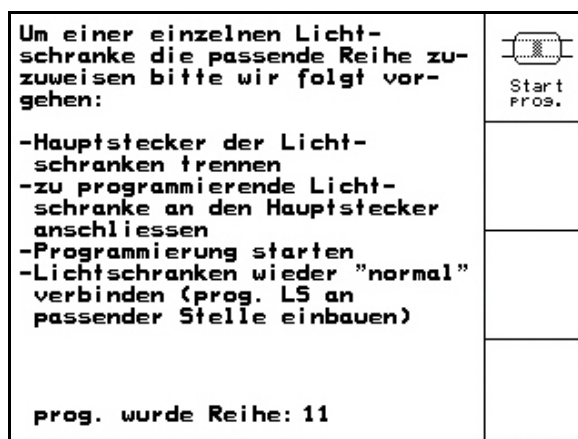 Um einer einzelnen Licht-
schranke die passende Reihe zu-
zuweisen bitte wir folgt vor-
gehen:
-Hauptstecker der Licht-
schranken trennen
-zu programmierende Licht-
schranke an den Hauptstecker
anschliessen
-Programmierung starten
-Lichtschranken wieder "normal"
verbinden (prog. LS an
passender Stelle einbauen)
prog. wurde Reihe: 11
Start
prog.